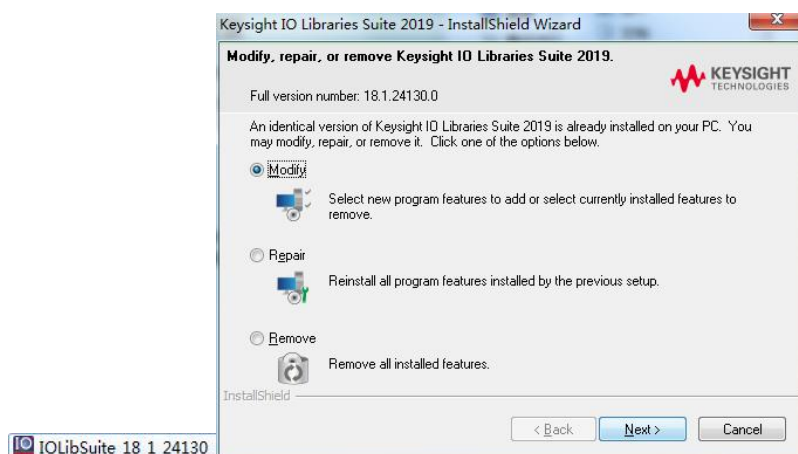 Keysight IO Libraries Suite 2019 - InstallShield Wizard
Modify, repair, or remove Keysight IO Libraries Suite 2019.
KEYSIGHT
TECHNOLOGIES
Full version number: 18.1.24130.0
An identical version of Keysight IO Libraries Suite 2019 is already installed on your PC. You
may modify, repair, or remove it. Click one of the options below.
Modify
Select new program features to add or select currently installed features to
remove.
Repair
Reinstall all program features installed by the previous setup.
Remove
Remove all installed features.
InstallShield
< Back
Next >
Cancel
IO
IOLibSuite_18_1_24130